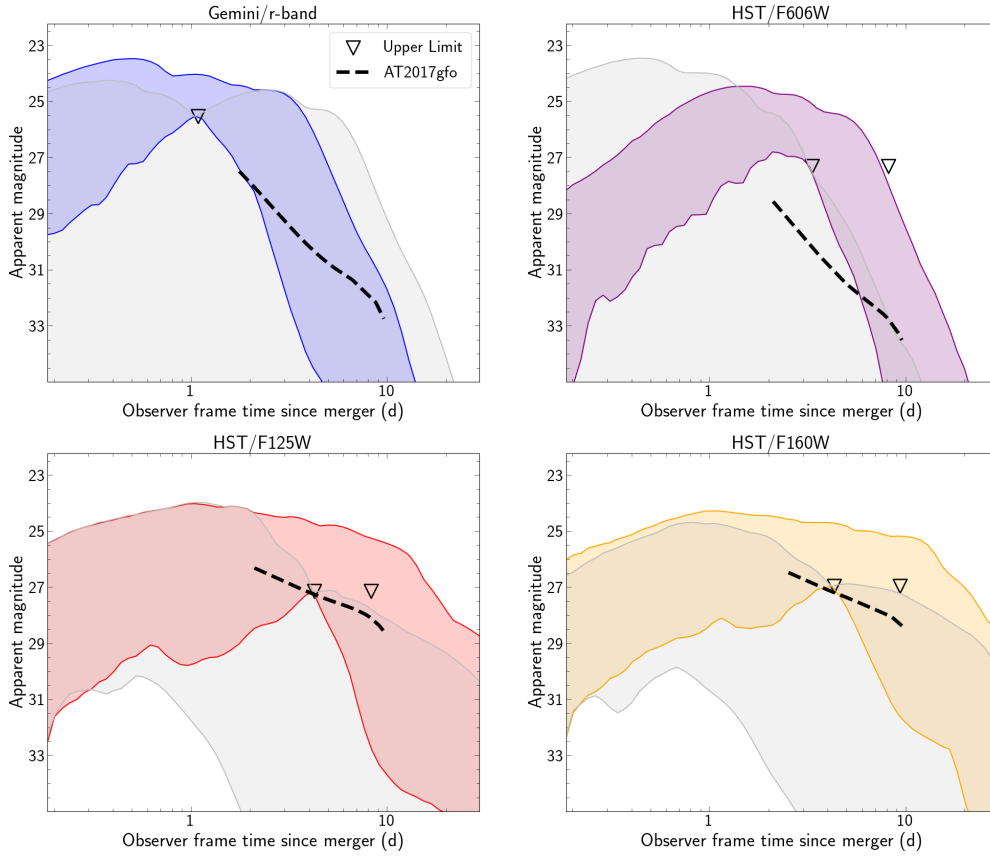 Gemini/r-band
Upper Limit
AT2017gfo
23
25
27
29
31
33
Apparent magnitude
1
10
Observer frame time since merger (d)
HST/F606W
23
25
27
29
31
33
Apparent magnitude
1
10
Observer frame time since merger (d)
HST/F125W
23
25
27
29
31
33
Apparent magnitude
1
10
Observer frame time since merger (d)
HST/F160W
23
25
27
29
31
33
Apparent magnitude
1
10
Observer frame time since merger (d)